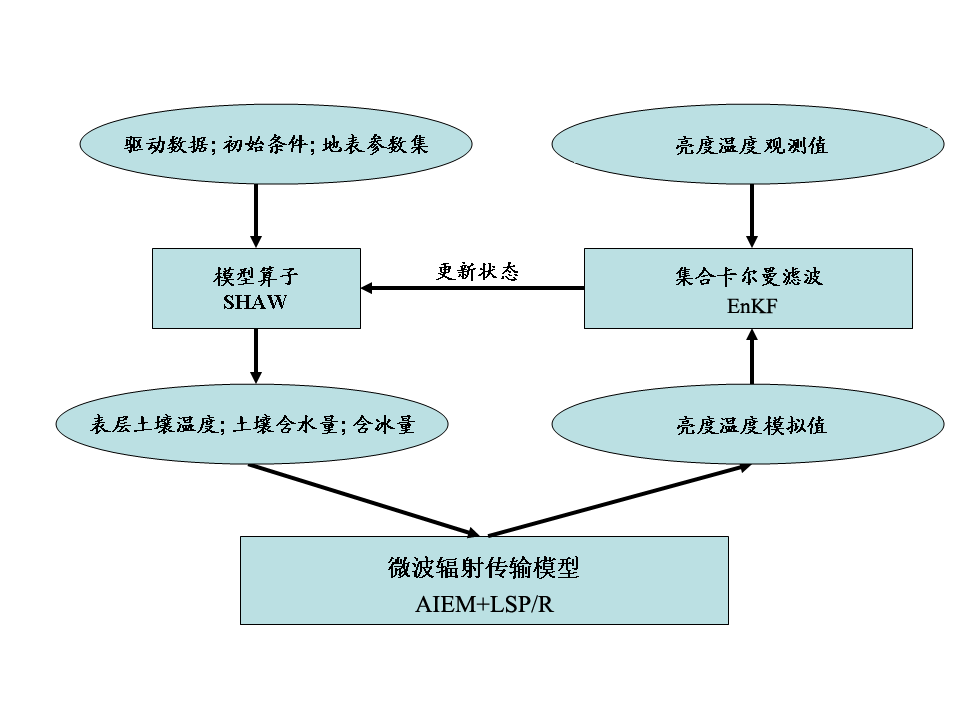 驱动数据; 初始条件; 地表参数集
亮度温度观测值
模型算子
SHAW
更新状态
集合卡尔曼滤波
EnKF
表层土壤温度; 土壤含水量; 含冰量
亮度温度模拟值
微波辐射传输模型
AIEM+LSP/R